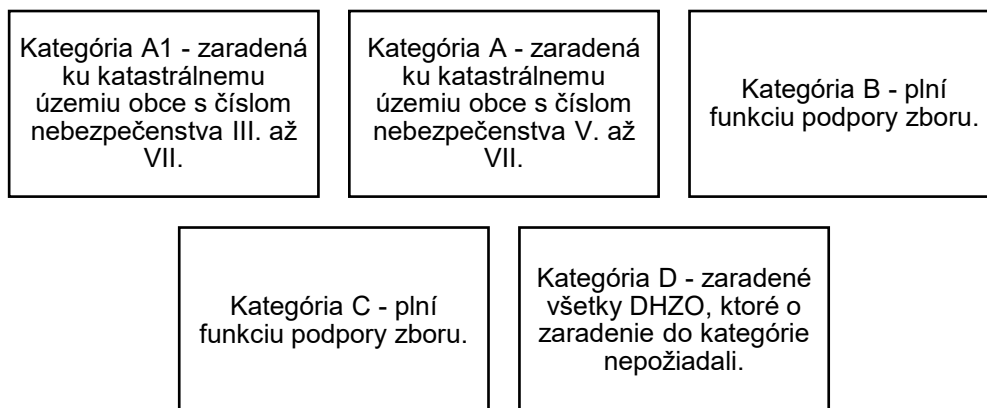 Kategória A1 - zaradená
ku katastrálnemu
územiu obce s číslom
nebezpečenstva III. až
VII.
Kategória A - zaradená
ku katastrálnemu
územiu obce s číslom
nebezpečenstva V. až
VII.
Kategória B - plní
funkciu podpory zboru.
Kategória C - plní
funkciu podpory zboru.
Kategória D - zaradené
všetky DHZO, ktoré o
zaradenie do kategórie
nepožiadali.